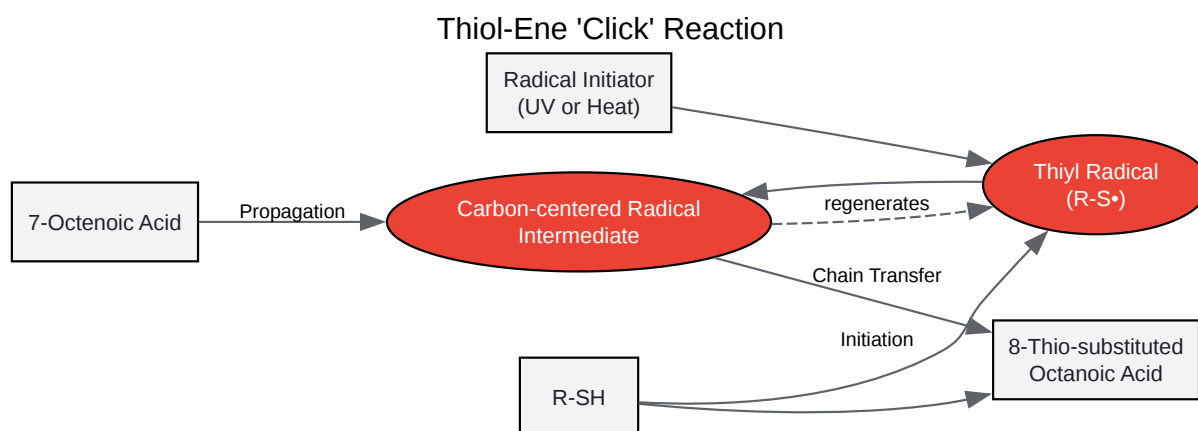 Thiol-Ene 'Click' Reaction
Radical Initiator
(UV or Heat)
Thiyl Radical
(R-S•)
7-Octenoic Acid
Propagation
Carbon-centered Radical
Intermediate
regenerates
Chain Transfer
Initiation
8-Thio-substituted
Octanoic Acid
R-SH